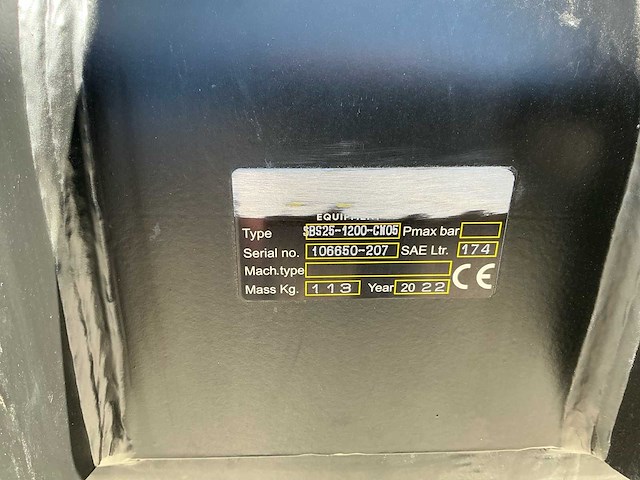 EQUIPMENT
Type SBS25-1200-CW05 Pmax bar
Serial no. 106650-207 SAE Ltr. 174
Mach.type
Mass Kg. 113 Year 2022 CE